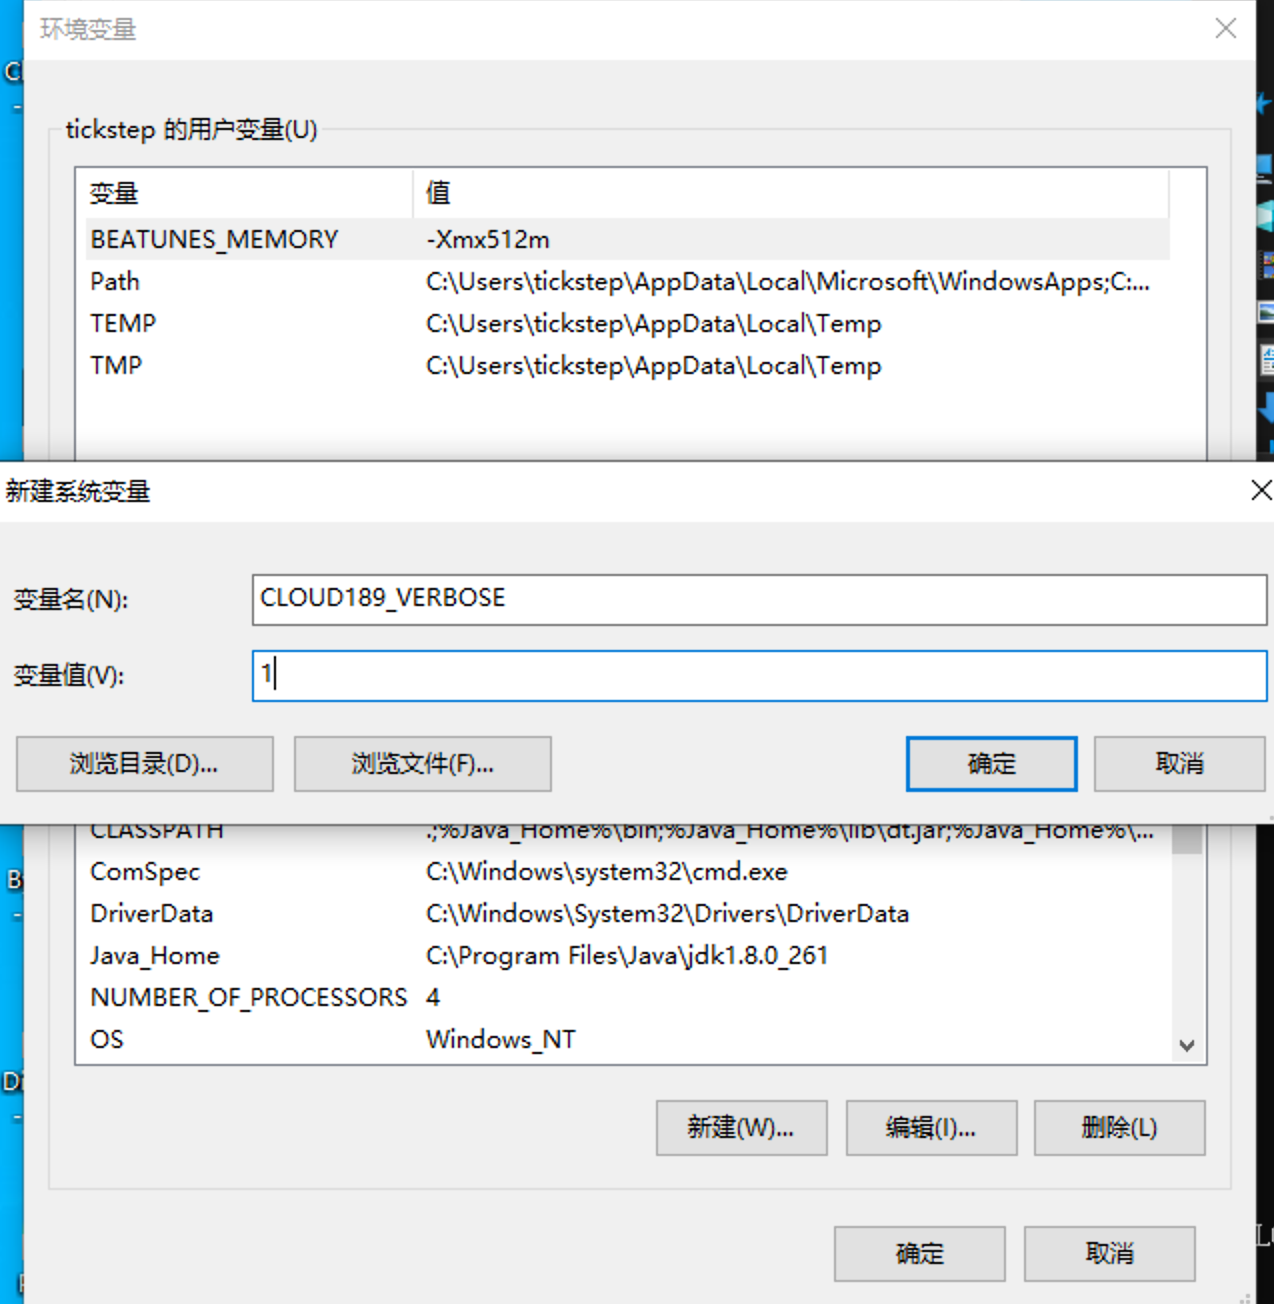 环境变量
tickstep 的用户变量(U)
变量 值
BEATUNES_MEMORY -Xmx512m
Path C:\Users\tickstep\AppData\Local\Microsoft\WindowsApps;C:...
TEMP C:\Users\tickstep\AppData\Local\Temp
TMP C:\Users\tickstep\AppData\Local\Temp
新建系统变量
变量名(N): CLOUD189_VERBOSE
变量值(V): 1
浏览目录(D)... 浏览文件(F)... 确定 取消
CLASSPATH .;%Java_Home%\bin;%Java_Home%\lib\dt.jar;%Java_Home%\...
ComSpec C:\Windows\system32\cmd.exe
DriverData C:\Windows\System32\Drivers\DriverData
Java_Home C:\Program Files\Java\jdk1.8.0_261
NUMBER_OF_PROCESSORS 4
OS Windows_NT
新建(W)... 编辑(I)... 删除(L)
确定 取消